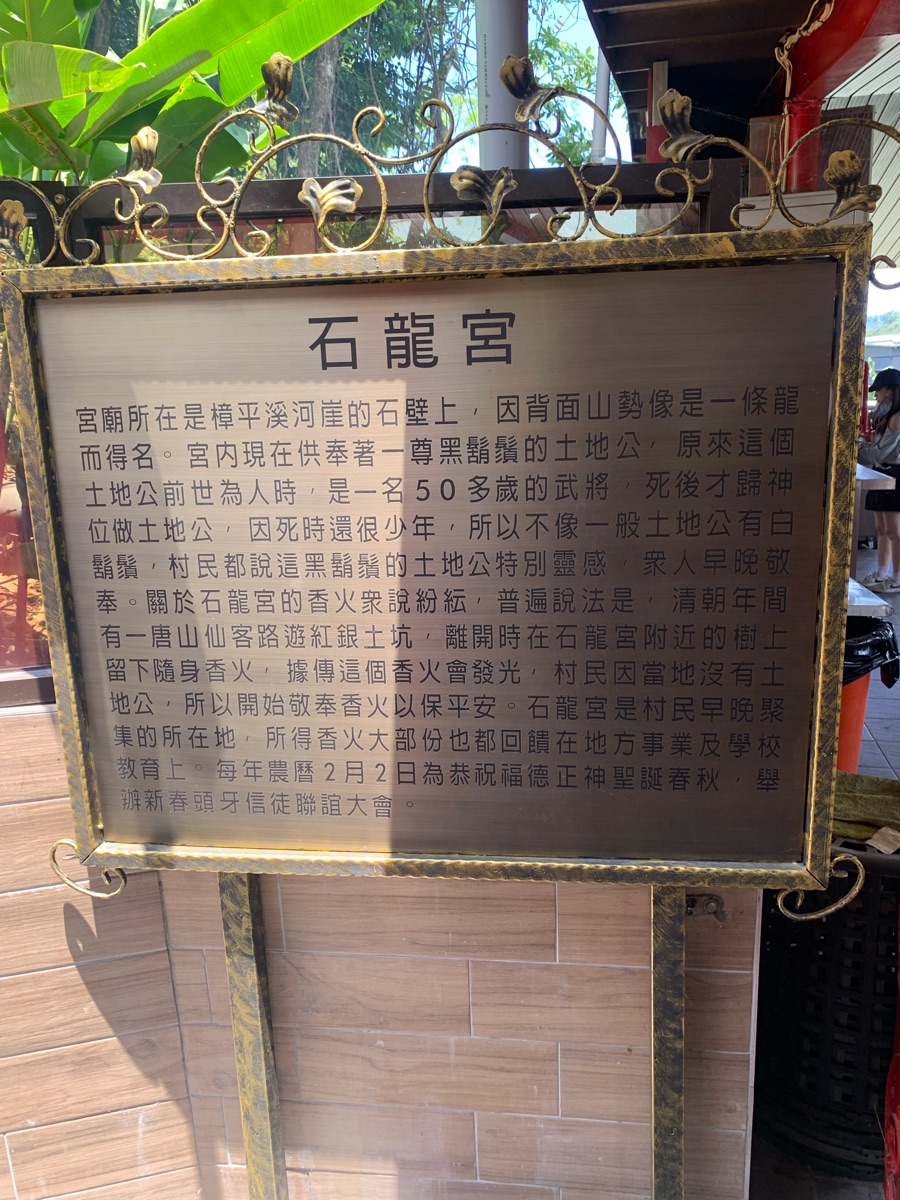 石龍宮
宮廟所在是樟平溪河崖的石壁上，因背面山勢像是一條龍
而得名。宮內現在供奉著一尊黑鬍鬚的土地公，原來這個
土地公前世為人時，是一名50多歲的武將，死後才歸神
位做土地公，因死時還很少年，所以不像一般土地公有白
鬍鬚，村民都說這黑鬍鬚的土地公特別靈感，衆人早晚敬
奉。關於石龍宮的香火衆說紛紜，普遍說法是，清朝年間
有一唐山仙客路遊紅銀土坑，離開時在石龍宮附近的樹上
留下隨身香火，據傳這個香火會發光，村民因當地沒有土
地公，所以開始敬奉香火以保平安。石龍宮是村民早晚聚
集的所在地，所得香火大部份也都回饋在地方事業及學校
教育上。每年農曆2月2日為恭祝福德正神聖誕春秋，舉
辦新春頭牙信徒聯誼大會。